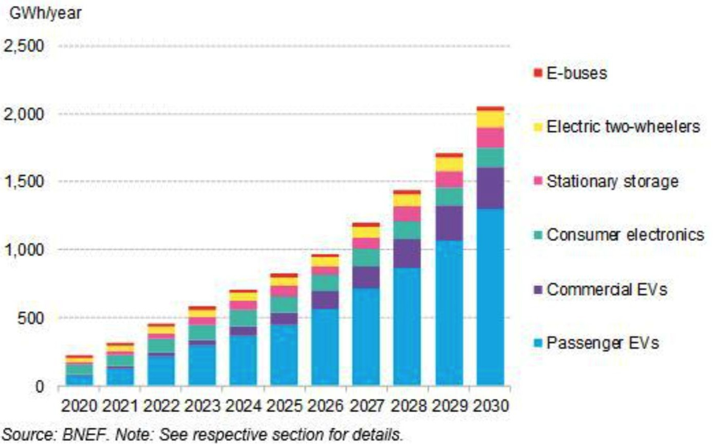 GWh/year
2,500
2,000
1,500
1,000
500
0
2020 2021 2022 2023 2024 2025 2026 2027 2028 2029 2030
E-buses
Electric two-wheelers
Stationary storage
Consumer electronics
Commercial EVs
Passenger EVs
Source: BNEF. Note: See respective section for details.